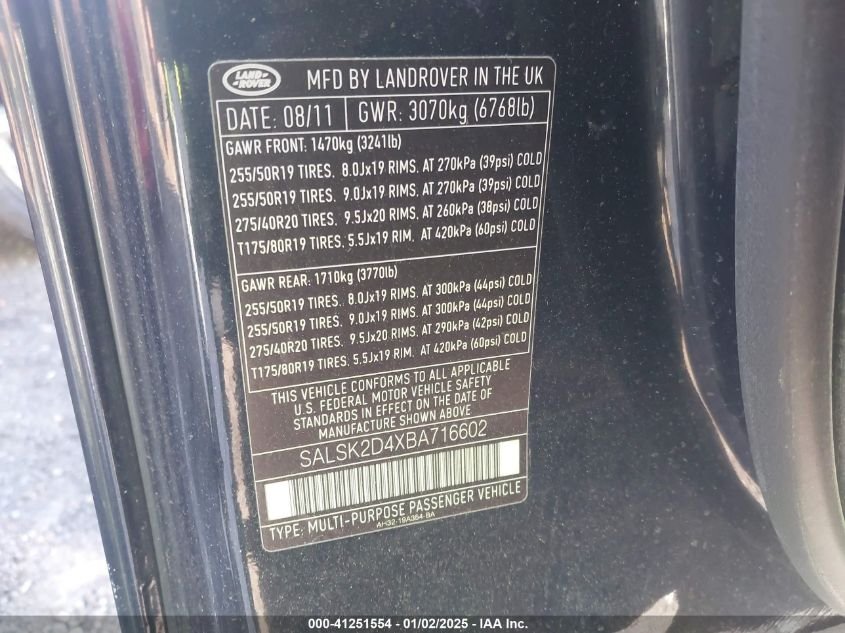 LAND ROVER
MFD BY LANDROVER IN THE UK
DATE: 08/11 GWR: 3070kg (6768lb)
GAWR FRONT: 1470kg (3241lb)
255/50R19 TIRES. 8.0Jx19 RIMS. AT 270kPa (39psi) COLD
255/50R19 TIRES. 9.0Jx19 RIMS. AT 270kPa (39psi) COLD
275/40R20 TIRES. 9.5Jx20 RIMS. AT 260kPa (38psi) COLD
T175/80R19 TIRES. 5.5Jx19 RIM. AT 420kPa (60psi) COLD
GAWR REAR: 1710kg (3770lb)
255/50R19 TIRES.. 8.0Jx19 RIMS. AT 300kPa (44psi) COLD
255/50R19 TIRES. 9.0Jx19 RIMS. AT 300kPa (44psi) COLD
275/40R20 TIRES. 9.5Jx20 RIMS. AT 290kPa (42psi) COLD
T175/80R19 TIRES. 5.5Jx19 RIM. AT 420kPa (60psi) COLD
THIS VEHICLE CONFORMS TO ALL APPLICABLE
U.S. FEDERAL MOTOR VEHICLE SAFETY
STANDARDS IN EFFECT ON THE DATE OF
MANUFACTURE SHOWN ABOVE
SALSK2D4XBA716602
TYPE: MULTI-PURPOSE PASSENGER VEHICLE
AH32-19A364-BA
000-41251554 - 01/02/2025 - IAA Inc.